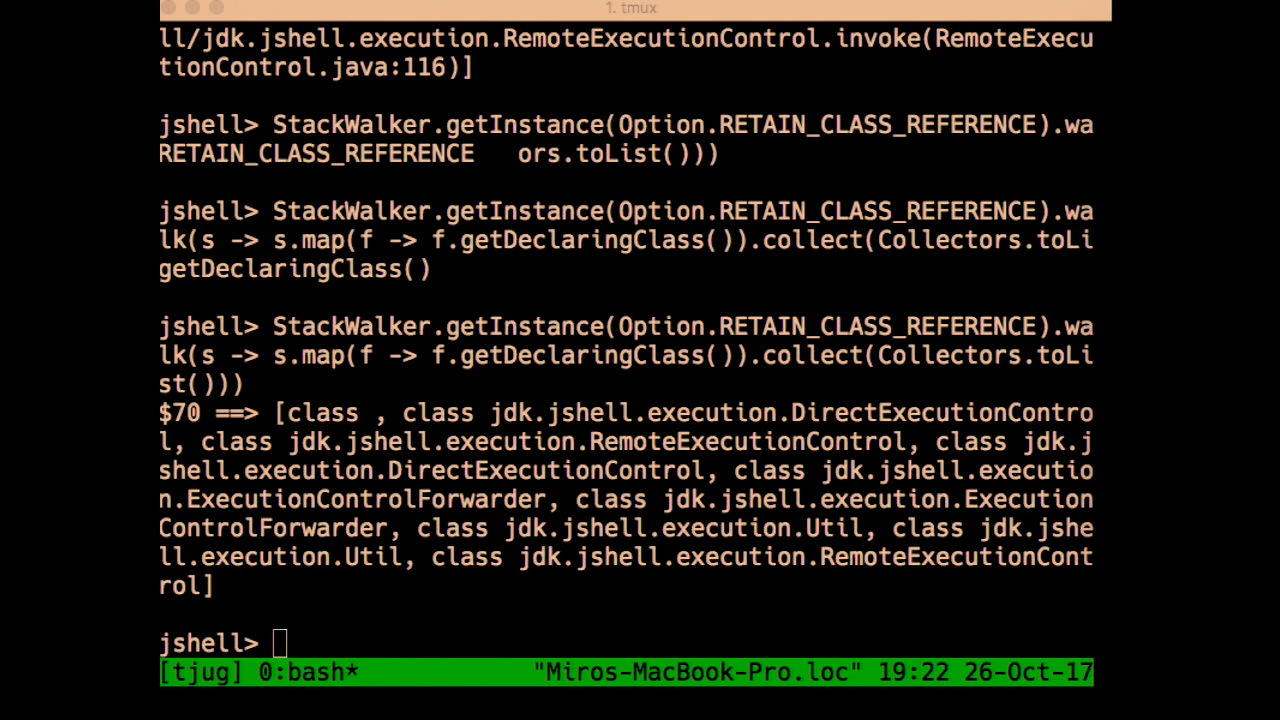 1. tmux
ll/jdk.jshell.execution.RemoteExecutionControl.invoke(RemoteExecu
tionControl.java:116)]
jshell> StackWalker.getInstance(Option.RETAIN_CLASS_REFERENCE).wa
RETAIN_CLASS_REFERENCE   ors.toList()))
jshell> StackWalker.getInstance(Option.RETAIN_CLASS_REFERENCE).wa
lk(s -> s.map(f -> f.getDeclaringClass()).collect(Collectors.toLi
getDeclaringClass()
jshell> StackWalker.getInstance(Option.RETAIN_CLASS_REFERENCE).wa
lk(s -> s.map(f -> f.getDeclaringClass()).collect(Collectors.toLi
st()))
$70 ==> [class , class jdk.jshell.execution.DirectExecutionContro
l, class jdk.jshell.execution.RemoteExecutionControl, class jdk.j
shell.execution.DirectExecutionControl, class jdk.jshell.executio
n.ExecutionControlForwarder, class jdk.jshell.execution.Execution
ControlForwarder, class jdk.jshell.execution.Util, class jdk.jshe
ll.execution.Util, class jdk.jshell.execution.RemoteExecutionCont
rol]
jshell>
[tjug] 0:bash* "Miros-MacBook-Pro.loc" 19:22 26-Oct-17